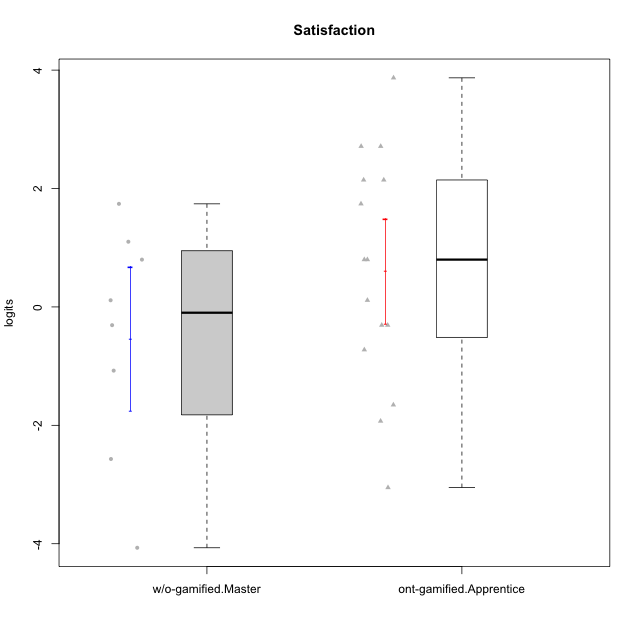 Satisfaction
4
2
0
-2
-4
logits
w/o-gamified.Master
ont-gamified.Apprentice